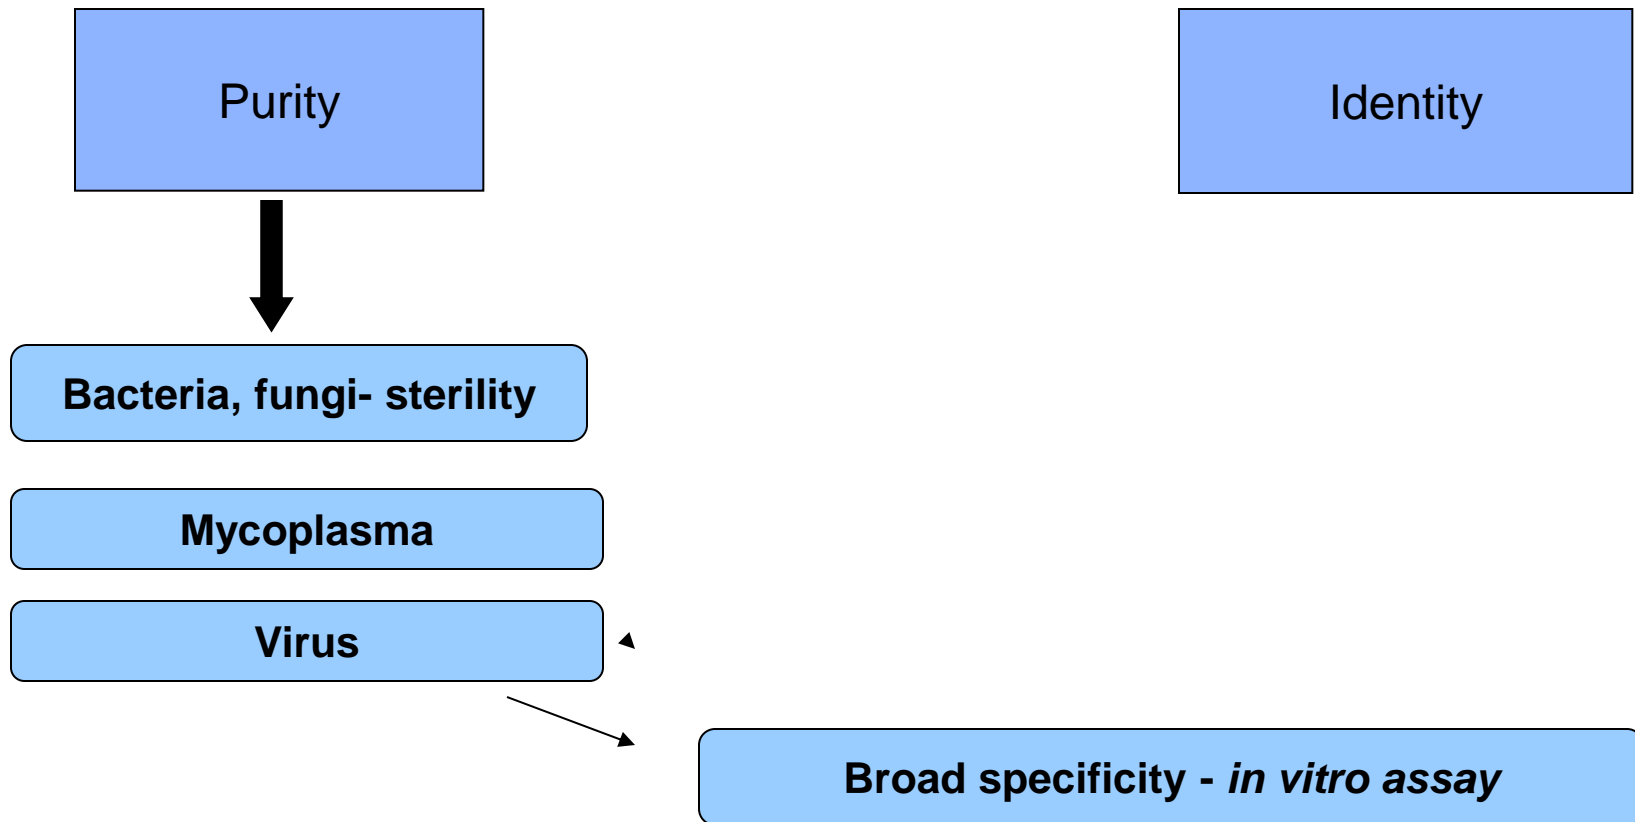 Purity
Identity
Bacteria, fungi- sterility
Mycoplasma
Virus
Broad specificity - in vitro assay